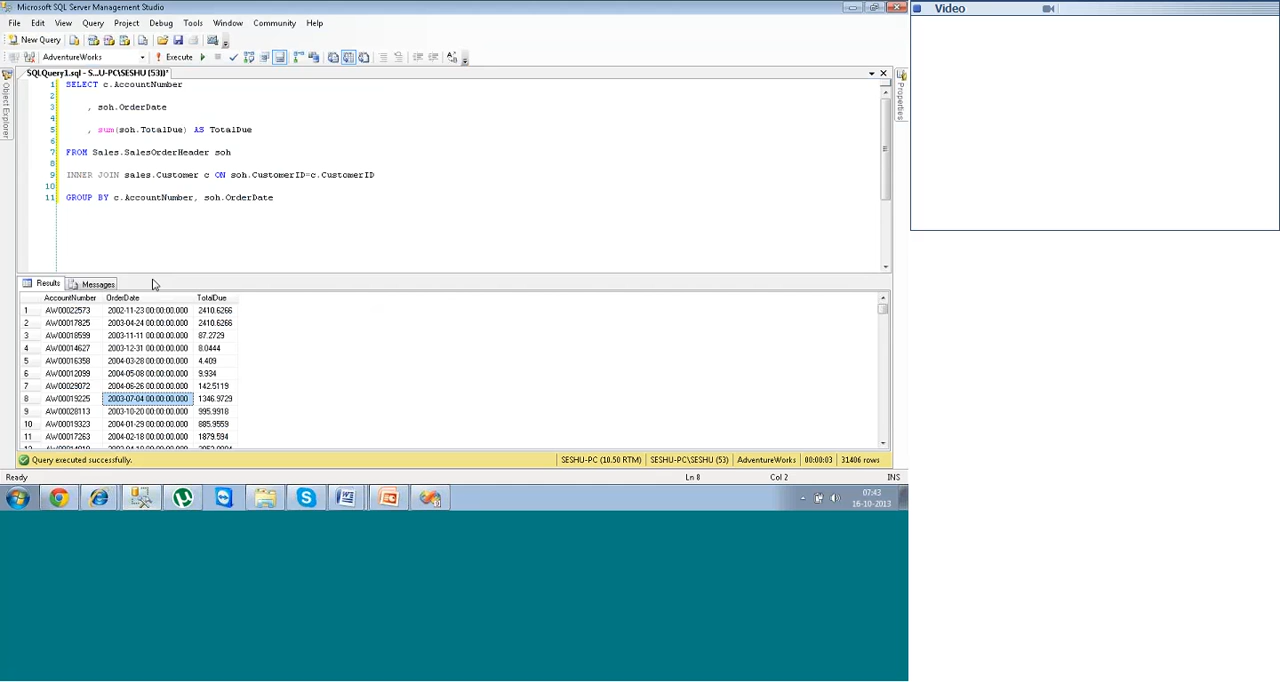 Microsoft SQL Server Management Studio
Video
File Edit View Query Project Debug Tools Window Community Help
New Query
AdventureWorks Execute
SQLQuery1.sql - S...U-PC\SESHU (53))*
Object Explorer
Properties
1 SELECT c.AccountNumber
2
3 , soh.OrderDate
4
5 , sum(soh.TotalDue) AS TotalDue
6
7 FROM Sales.SalesOrderHeader soh
8
9 INNER JOIN sales.Customer c ON soh.CustomerID=c.CustomerID
10
11 GROUP BY c.AccountNumber, soh.OrderDate
Results Messages
AccountNumber OrderDate TotalDue
1 AW00022573 2002-11-23 00:00:00.000 2410.6266
2 AW00017825 2003-04-24 00:00:00.000 2410.6266
3 AW00018599 2003-11-11 00:00:00.000 87.2729
4 AW00014627 2003-12-31 00:00:00.000 8.0444
5 AW00016358 2004-03-28 00:00:00.000 4.409
6 AW00012099 2004-05-08 00:00:00.000 9.934
7 AW00029072 2004-06-26 00:00:00.000 142.5119
8 AW00019225 2003-07-04 00:00:00.000 1346.9729
9 AW00028113 2003-10-20 00:00:00.000 995.9918
10 AW00019323 2004-01-29 00:00:00.000 885.9559
11 AW00017263 2004-02-18 00:00:00.000 1879.594
Query executed successfully. SESHU-PC (10.50 RTM) SESHU-PC\SESHU (53) AdventureWorks 00:00:03 31406 rows
Ready Ln 8 Col 2 INS
07:43
16-10-2013